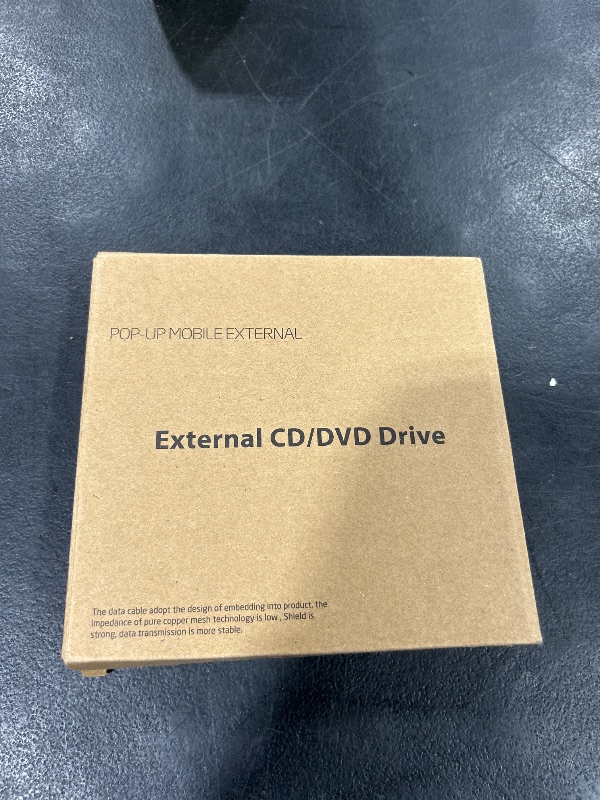 POP-UP MOBILE EXTERNAL
External CD/DVD Drive
The data cable adopt the design of embedding into product, the
impedance of pure copper mesh technology is low , Shield is
strong, data transmission is more stable.